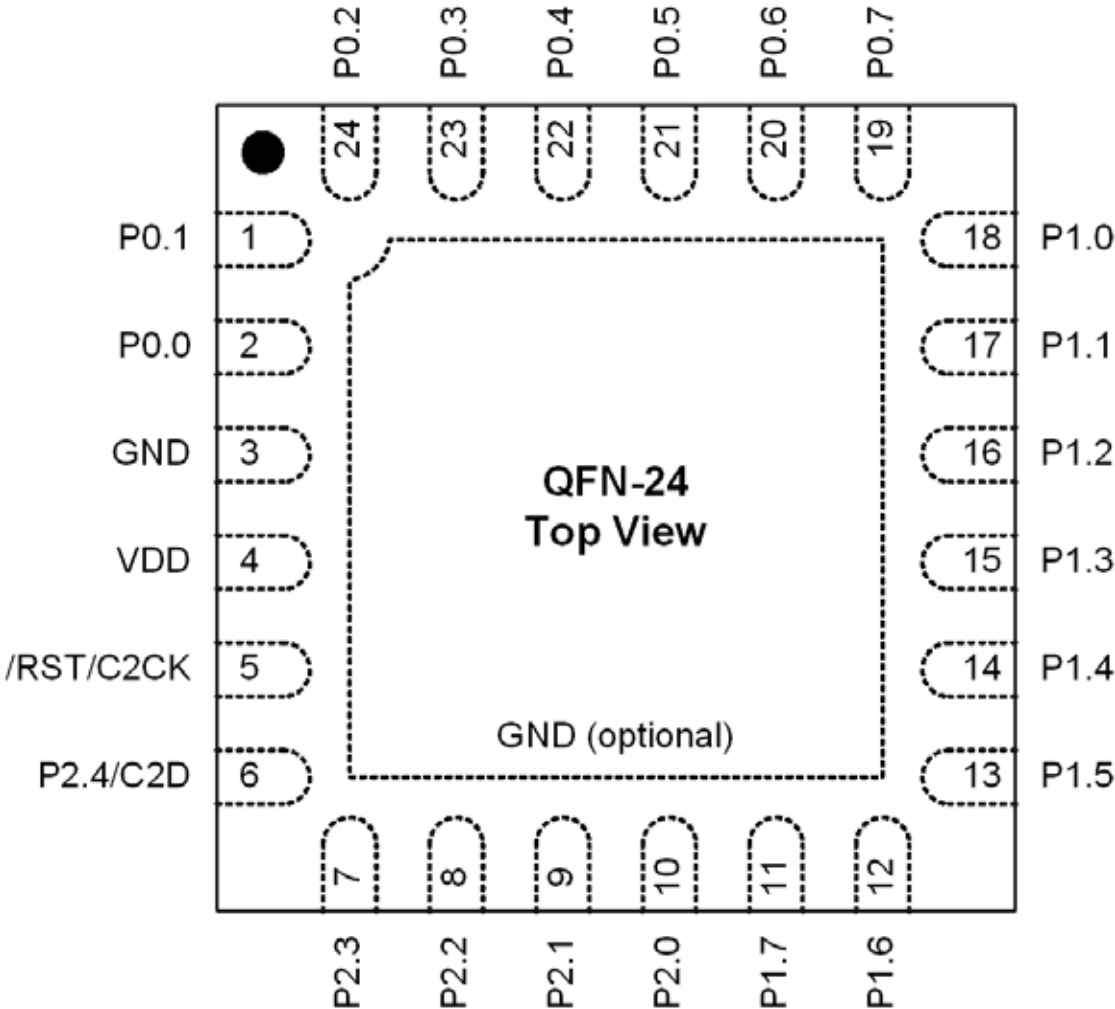 P0.2 P0.3 P0.4 P0.5 P0.6 P0.7
24 23 22 21 20 19
P0.1 1 18 P1.0
P0.0 2 17 P1.1
GND 3 16 P1.2
QFN-24
Top View
VDD 4 15 P1.3
/RST/C2CK 5 14 P1.4
GND (optional)
P2.4/C2D 6 13 P1.5
7 8 9 10 11 12
P2.3 P2.2 P2.1 P2.0 P1.7 P1.6